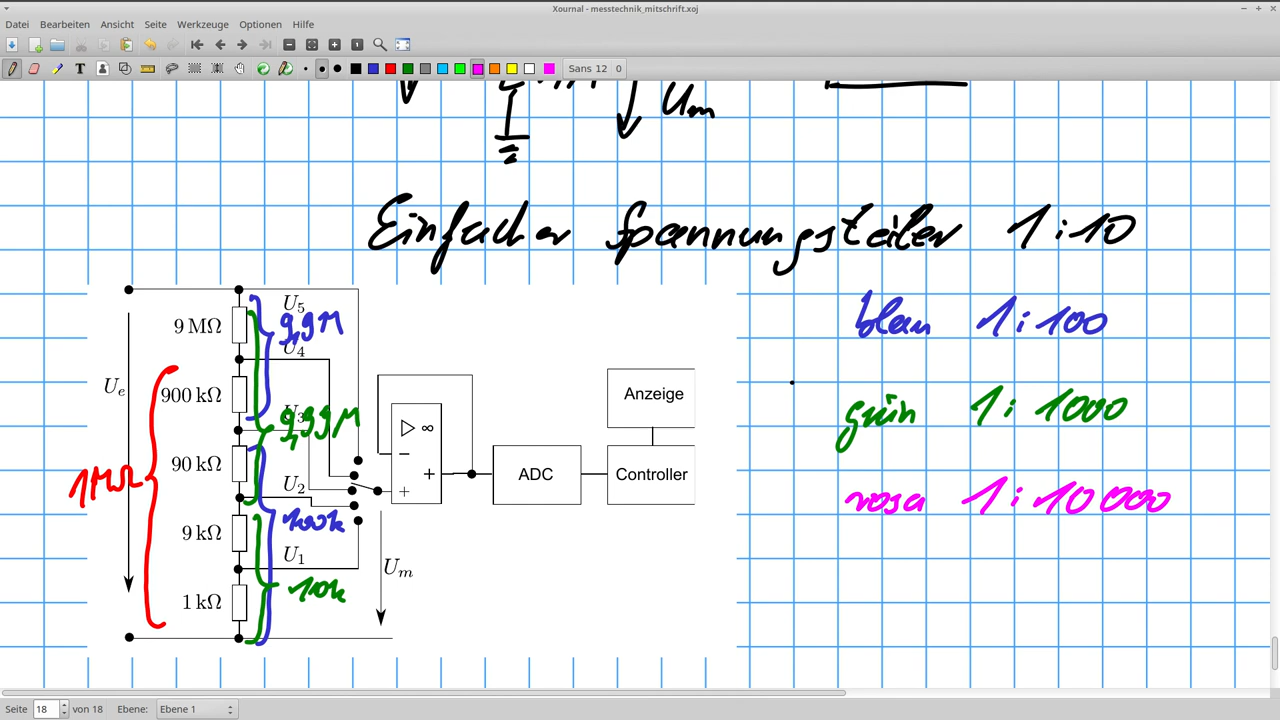 Xournal - messtechnik_mitschrift.xoj
Datei Bearbeiten Ansicht Seite Werkzeuge Optionen Hilfe
Sans 12 0
Um
Einfacher Spannungsteiler 1:10
blau 1:100
grün 1:1000
rosa 1:10000
U5
9 MΩ
9,9M
U4
Ue
900 kΩ
U3
9,99M
90 kΩ
1MΩ
U2
100k
9 kΩ
U1
10k
1 kΩ
▷ ∞
−
+
+
Um
ADC
Anzeige
Controller
Seite 18 von 18 Ebene: Ebene 1